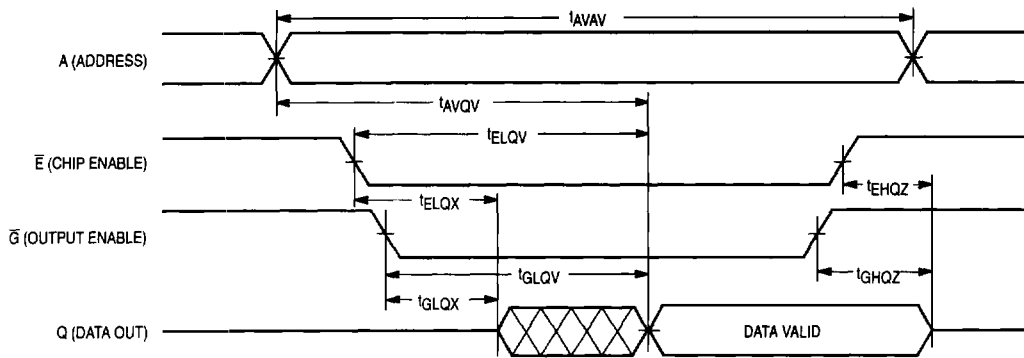 tAVAV
A (ADDRESS)
tAVQV
tELQV
E̅ (CHIP ENABLE)
tEHQZ
tELQX
G̅ (OUTPUT ENABLE)
tGLQV
tGHQZ
tGLQX
Q (DATA OUT)
DATA VALID